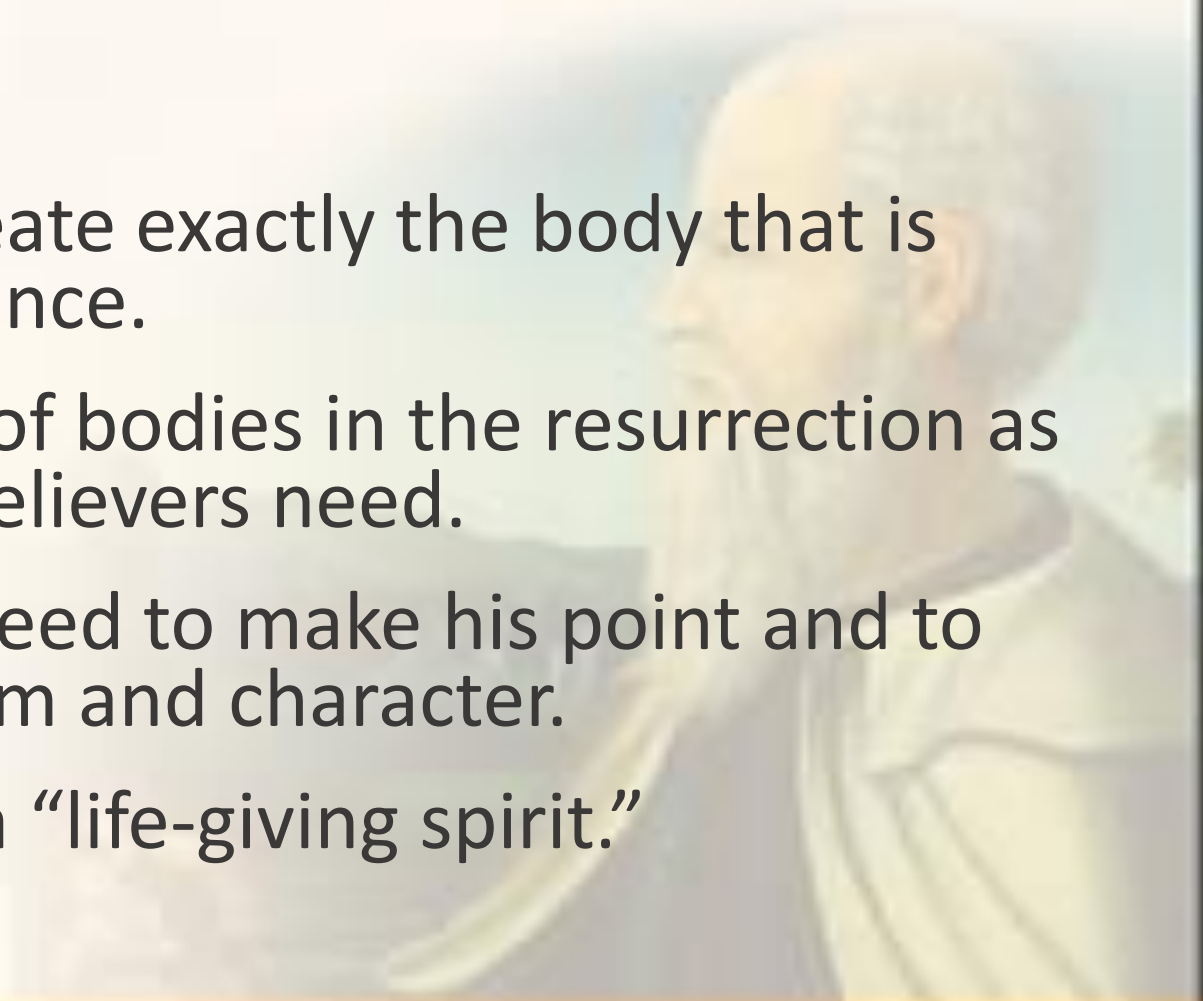 eate exactly the body that is
nce.
of bodies in the resurrection as
elievers need.
eed to make his point and to
m and character.
“life-giving spirit.”